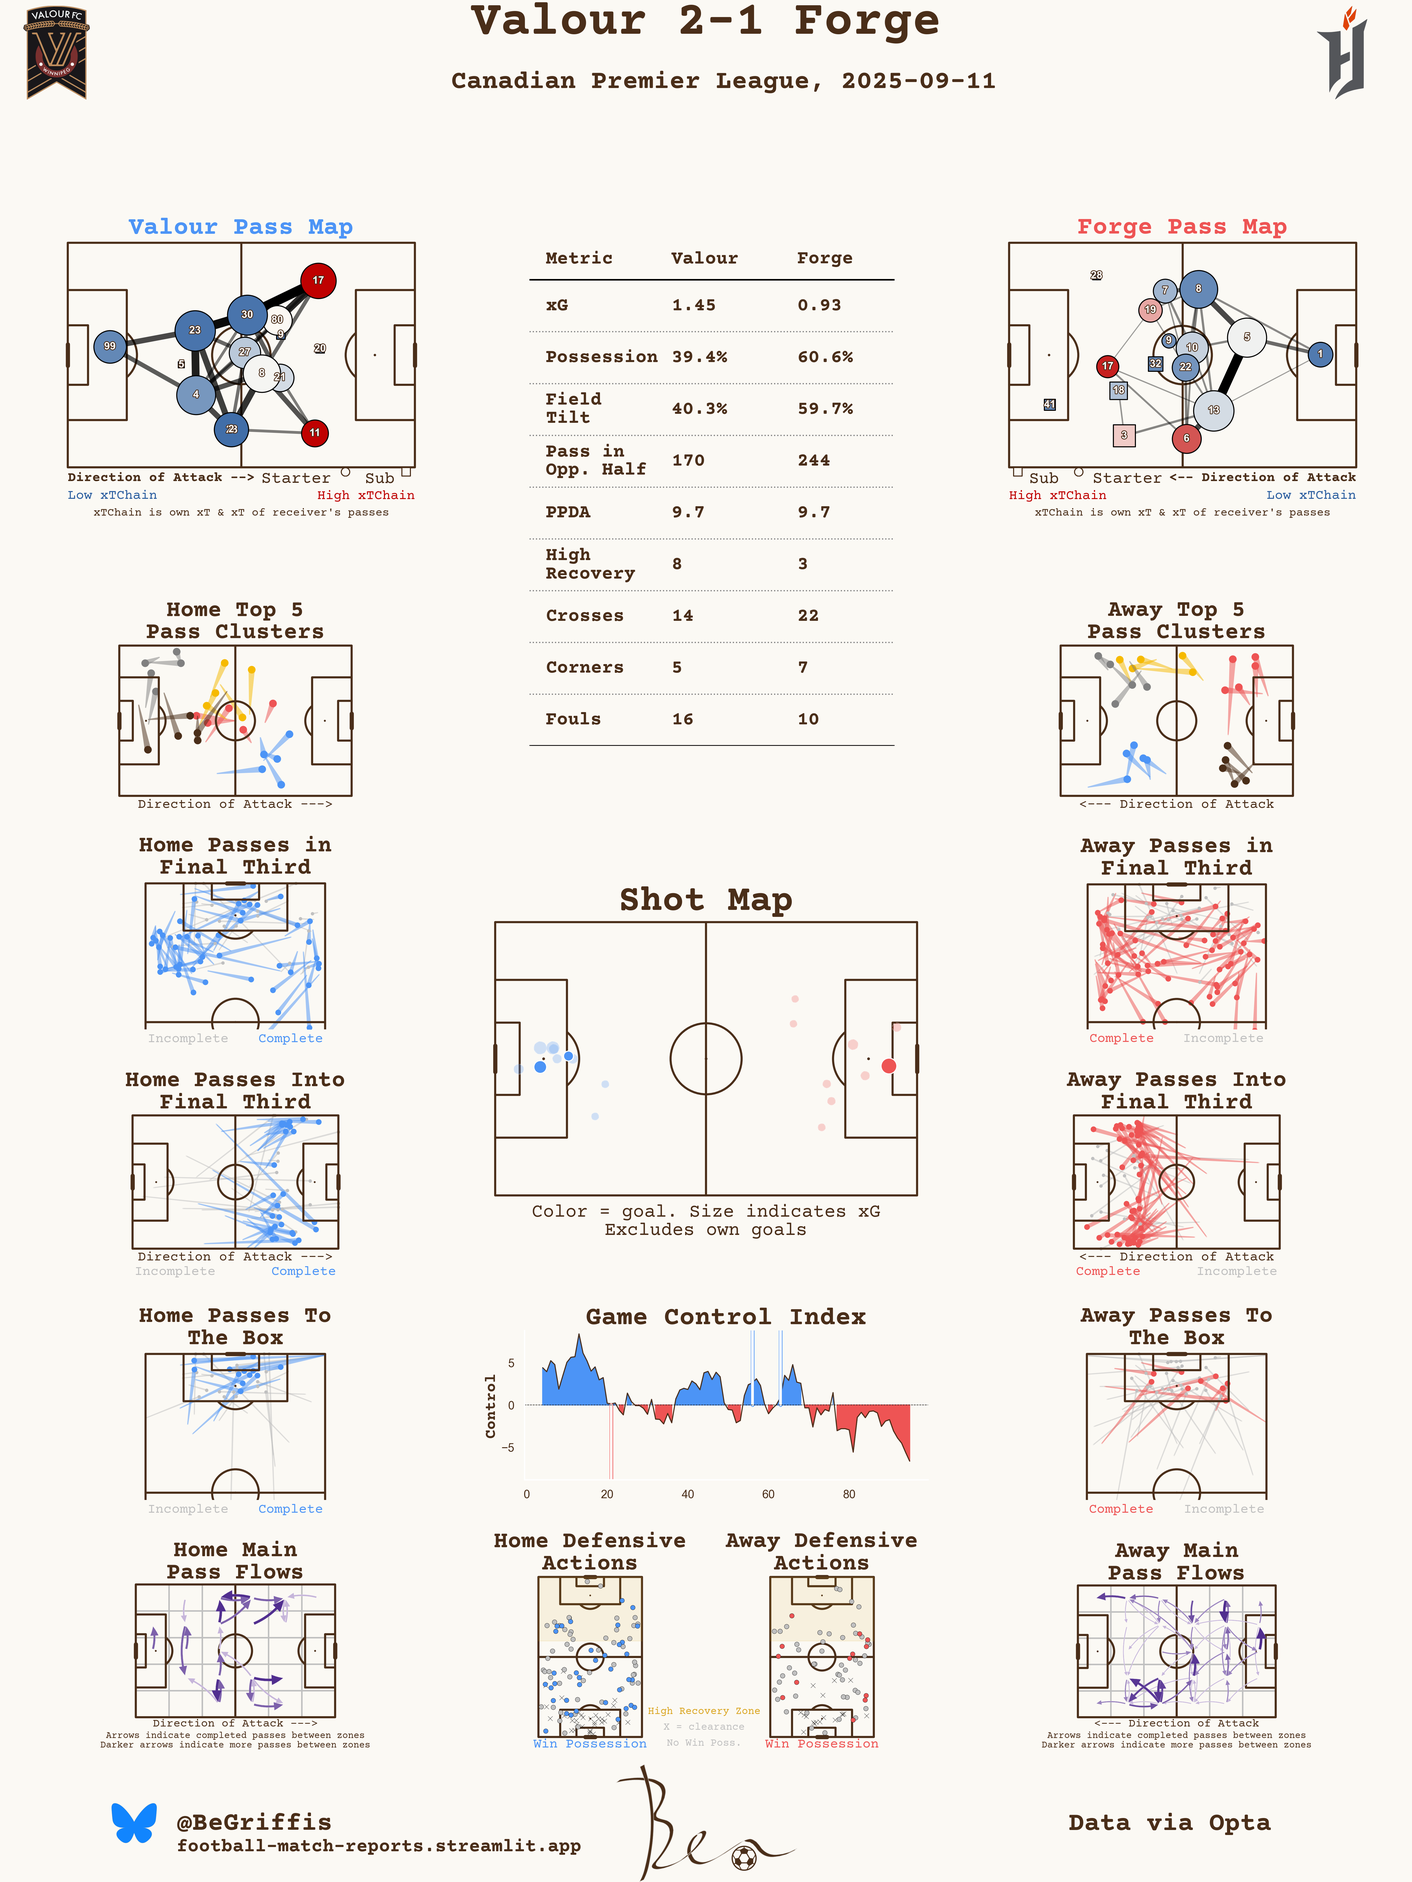 Valour 2-1 Forge
Canadian Premier League, 2025-09-11
VALOUR FC
WINNIPEG
Valour Pass Map
17
30
80
23
9
99
27
20
5
8
21
4
2
11
Direction of Attack --> Starter Sub
Low xTChain High xTChain
xTChain is own xT & xT of receiver's passes
Metric Valour Forge
xG 1.45 0.93
Possession 39.4% 60.6%
Field
Tilt 40.3% 59.7%
Pass in
Opp. Half 170 244
PPDA 9.7 9.7
High
Recovery 8 3
Crosses 14 22
Corners 5 7
Fouls 16 10
Forge Pass Map
28
7
8
19
9
10
5
1
17
32
22
18
41
13
3
6
Sub Starter <-- Direction of Attack
High xTChain Low xTChain
xTChain is own xT & xT of receiver's passes
Home Top 5
Pass Clusters
Direction of Attack --->
Away Top 5
Pass Clusters
<--- Direction of Attack
Home Passes in
Final Third
Incomplete Complete
Away Passes in
Final Third
Complete Incomplete
Shot Map
Color = goal. Size indicates xG
Excludes own goals
Home Passes Into
Final Third
Direction of Attack --->
Incomplete Complete
Away Passes Into
Final Third
<--- Direction of Attack
Complete Incomplete
Home Passes To
The Box
Incomplete Complete
Game Control Index
Control
5
0
−5
0 20 40 60 80
Away Passes To
The Box
Complete Incomplete
Home Main
Pass Flows
Direction of Attack --->
Arrows indicate completed passes between zones
Darker arrows indicate more passes between zones
Home Defensive
Actions
Win Possession
Away Defensive
Actions
Win Possession
High Recovery Zone
X = clearance
No Win Poss.
Away Main
Pass Flows
<--- Direction of Attack
Arrows indicate completed passes between zones
Darker arrows indicate more passes between zones
@BeGriffis
football-match-reports.streamlit.app
Ben
Data via Opta